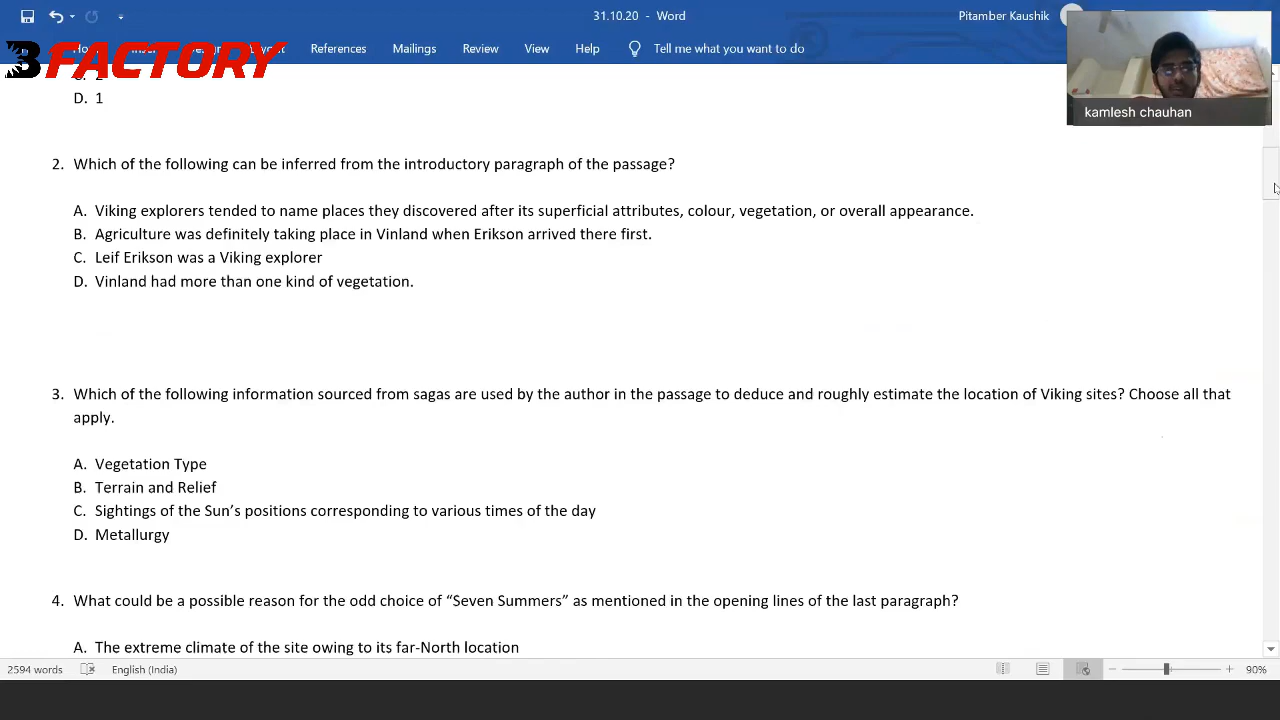 31.10.20 - Word
Pitamber Kaushik
References
Mailings
Review
View
Help
Tell me what you want to do
3FACTORY
kamlesh chauhan
D. 1
2. Which of the following can be inferred from the introductory paragraph of the passage?
A. Viking explorers tended to name places they discovered after its superficial attributes, colour, vegetation, or overall appearance.
B. Agriculture was definitely taking place in Vinland when Erikson arrived there first.
C. Leif Erikson was a Viking explorer
D. Vinland had more than one kind of vegetation.
3. Which of the following information sourced from sagas are used by the author in the passage to deduce and roughly estimate the location of Viking sites? Choose all that
apply.
A. Vegetation Type
B. Terrain and Relief
C. Sightings of the Sun's positions corresponding to various times of the day
D. Metallurgy
4. What could be a possible reason for the odd choice of “Seven Summers” as mentioned in the opening lines of the last paragraph?
A. The extreme climate of the site owing to its far-North location
2594 words
English (India)
90%